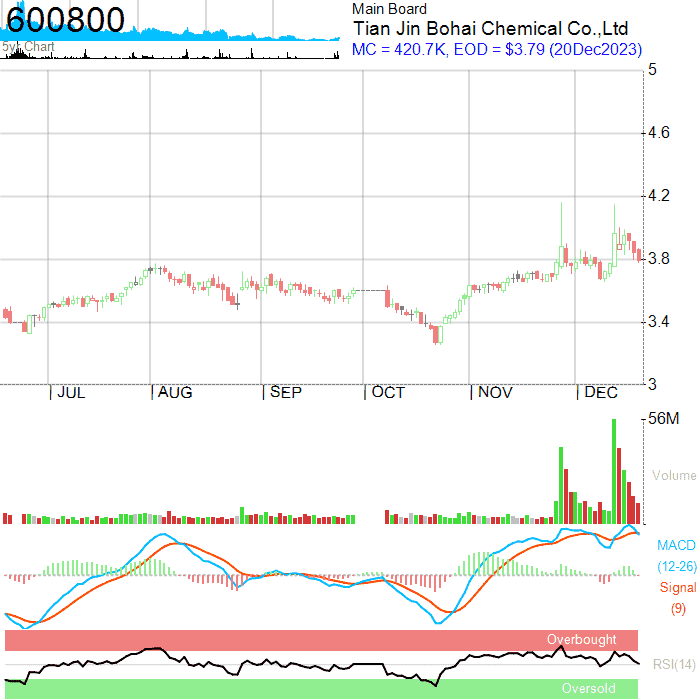 600800
5yr Chart
Main Board
Tian Jin Bohai Chemical Co.,Ltd
MC = 420.7K, EOD = $3.79 (20Dec2023)
5
4.6
4.2
3.8
3.4
3
JUL
AUG
SEP
OCT
NOV
DEC
56M
Volume
MACD
(12-26)
Signal
(9)
Overbought
RSI(14)
Oversold